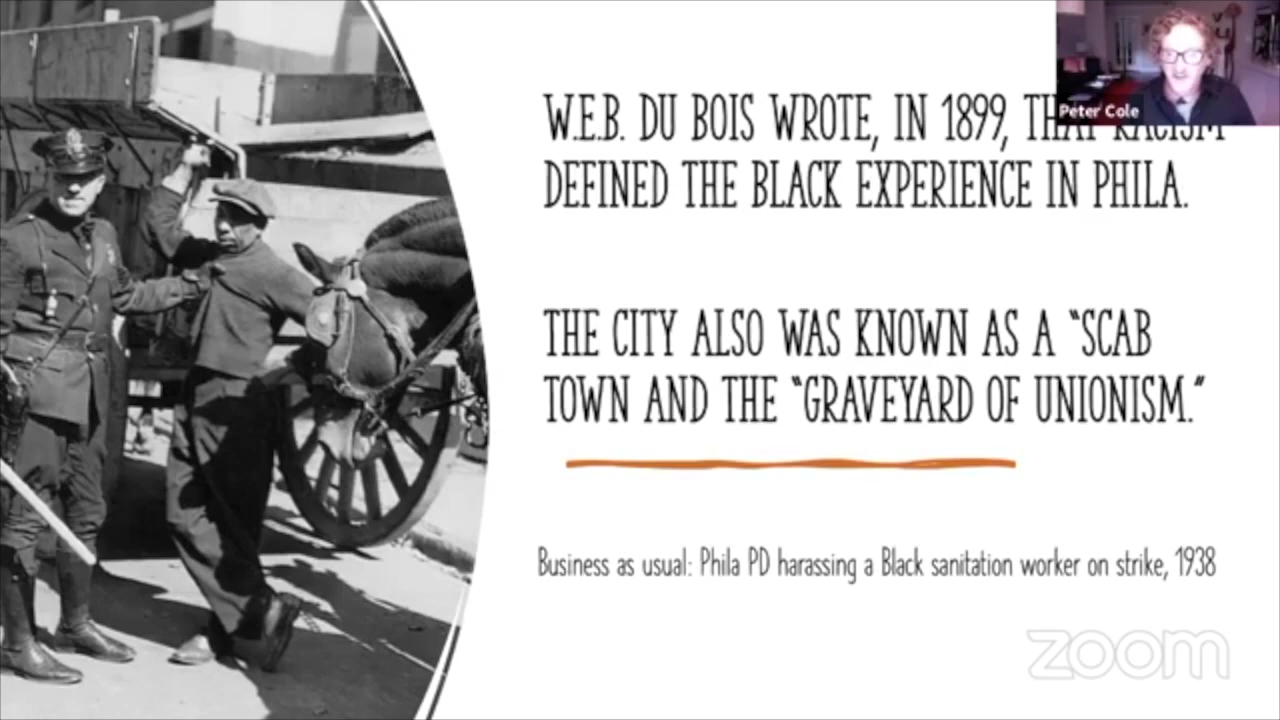 Peter Cole
W.E.B. DU BOIS WROTE, IN 1899, THAT RACISM
DEFINED THE BLACK EXPERIENCE IN PHILA.
THE CITY ALSO WAS KNOWN AS A “SCAB
TOWN AND THE “GRAVEYARD OF UNIONISM.”
Business as usual: Phila PD harassing a Black sanitation worker on strike, 1938
zoom